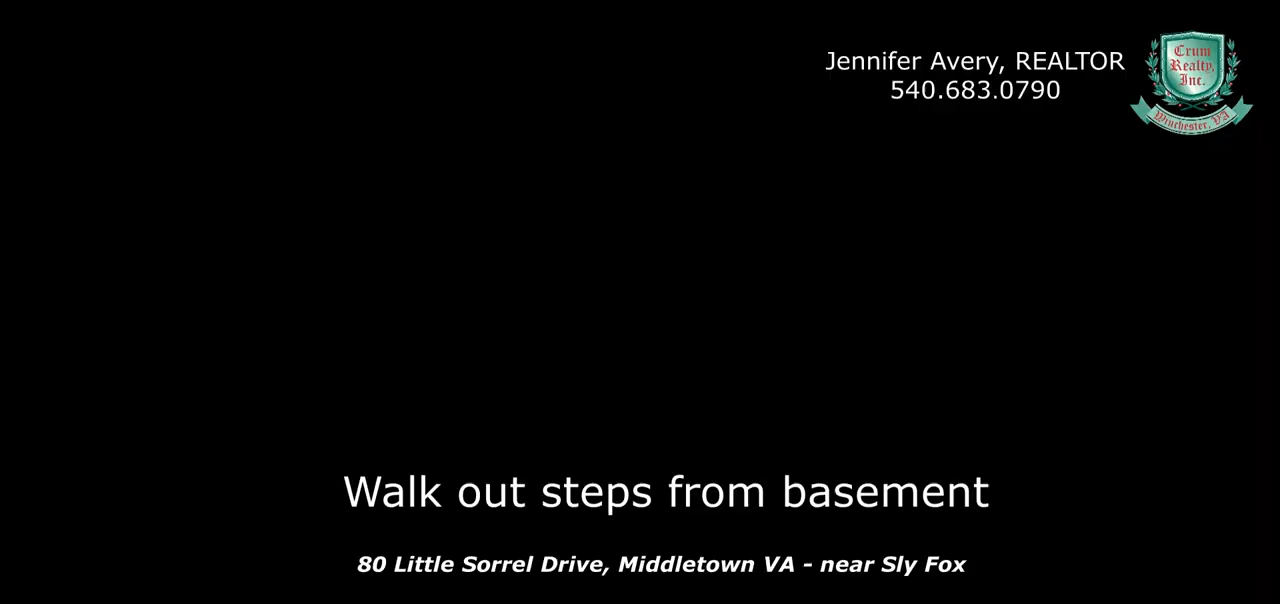 Jennifer Avery, REALTOR
540.683.0790
Crum
Realty,
Inc.
Winchester, VA
Walk out steps from basement
80 Little Sorrel Drive, Middletown VA - near Sly Fox